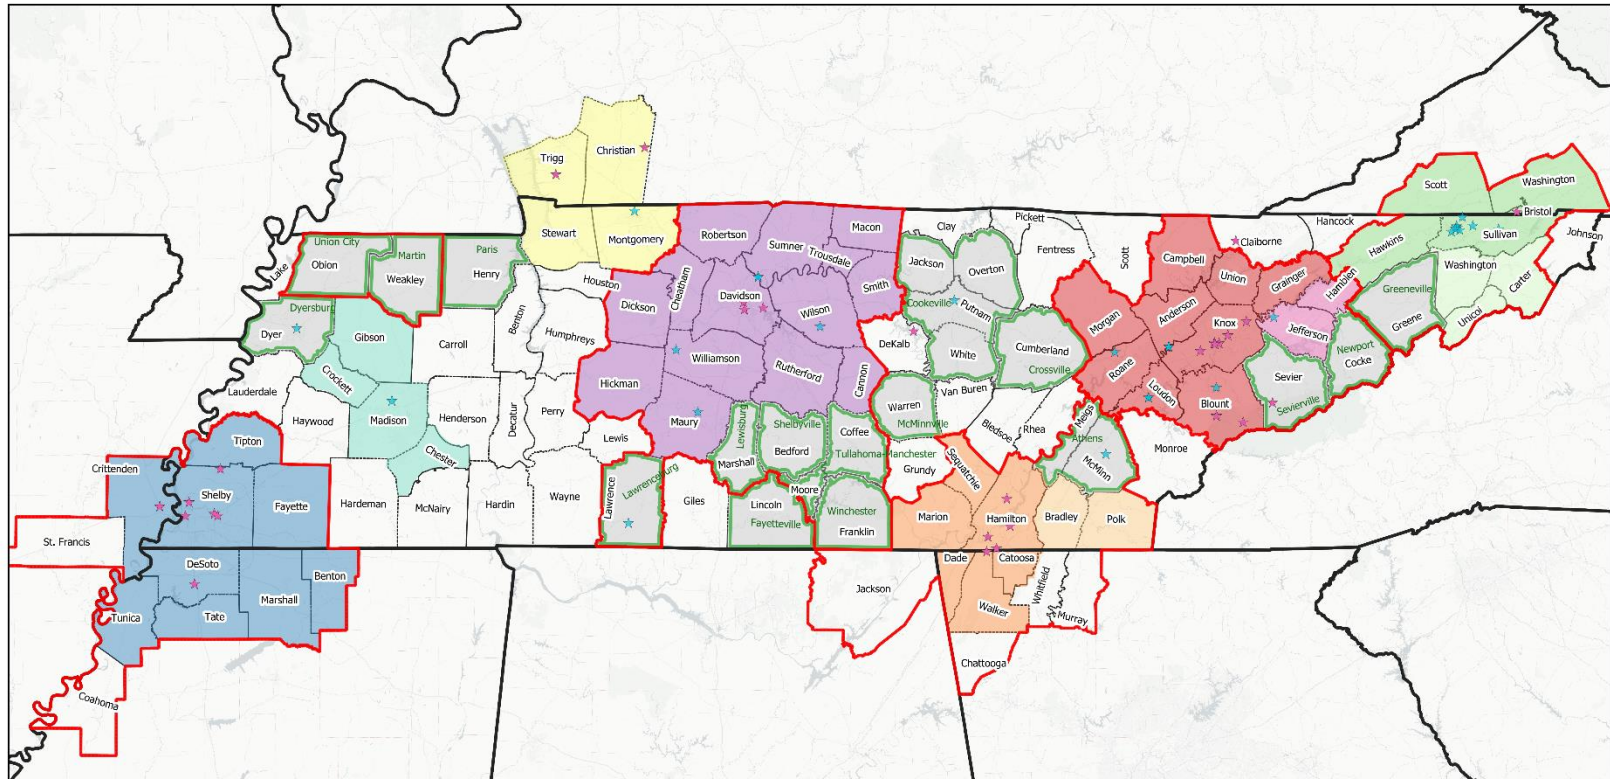 Trigg
Christian
Stewart
Montgomery
Scott
Washington
Bristol
Sullivan
Hawkins
Hancock
Johnson
Washington
Carter
Unicoi
Greeneville
Greene
Hamblen
Claiborne
Campbell
Union
Grainger
Jefferson
Newport
Cocke
Sevier
Sevierville
Knox
Anderson
Morgan
Roane
Loudon
Blount
Monroe
Scott
Pickett
Fentress
Clay
Jackson
Overton
Cookeville
Putnam
White
Cumberland
Crossville
DeKalb
Van Buren
Warren
McMinnville
Bledsoe
Rhea
Meigs
Athens
McMinn
Macon
Sumner
Trousdale
Robertson
Smith
Davidson
Cheatham
Dickson
Wilson
Williamson
Rutherford
Cannon
Hickman
Maury
Lewisburg
Marshall
Shelbyville
Bedford
Coffee
Tullahoma-Manchester
Moore
Winchester
Franklin
Lincoln
Fayetteville
Giles
Lawrenceburg
Lawrence
Lewis
Perry
Wayne
Houston
Humphreys
Benton
Decatur
Hardin
Paris
Henry
Carroll
Henderson
McNairy
Union City
Obion
Martin
Weakley
Lake
Dyersburg
Dyer
Gibson
Crockett
Madison
Chester
Lauderdale
Haywood
Hardeman
Tipton
Crittenden
Shelby
Fayette
St. Francis
DeSoto
Benton
Marshall
Tate
Tunica
Coahoma
Grundy
Sequatchie
Marion
Hamilton
Bradley
Polk
Dade
Catoosa
Walker
Whitfield
Murray
Chattooga
Jackson